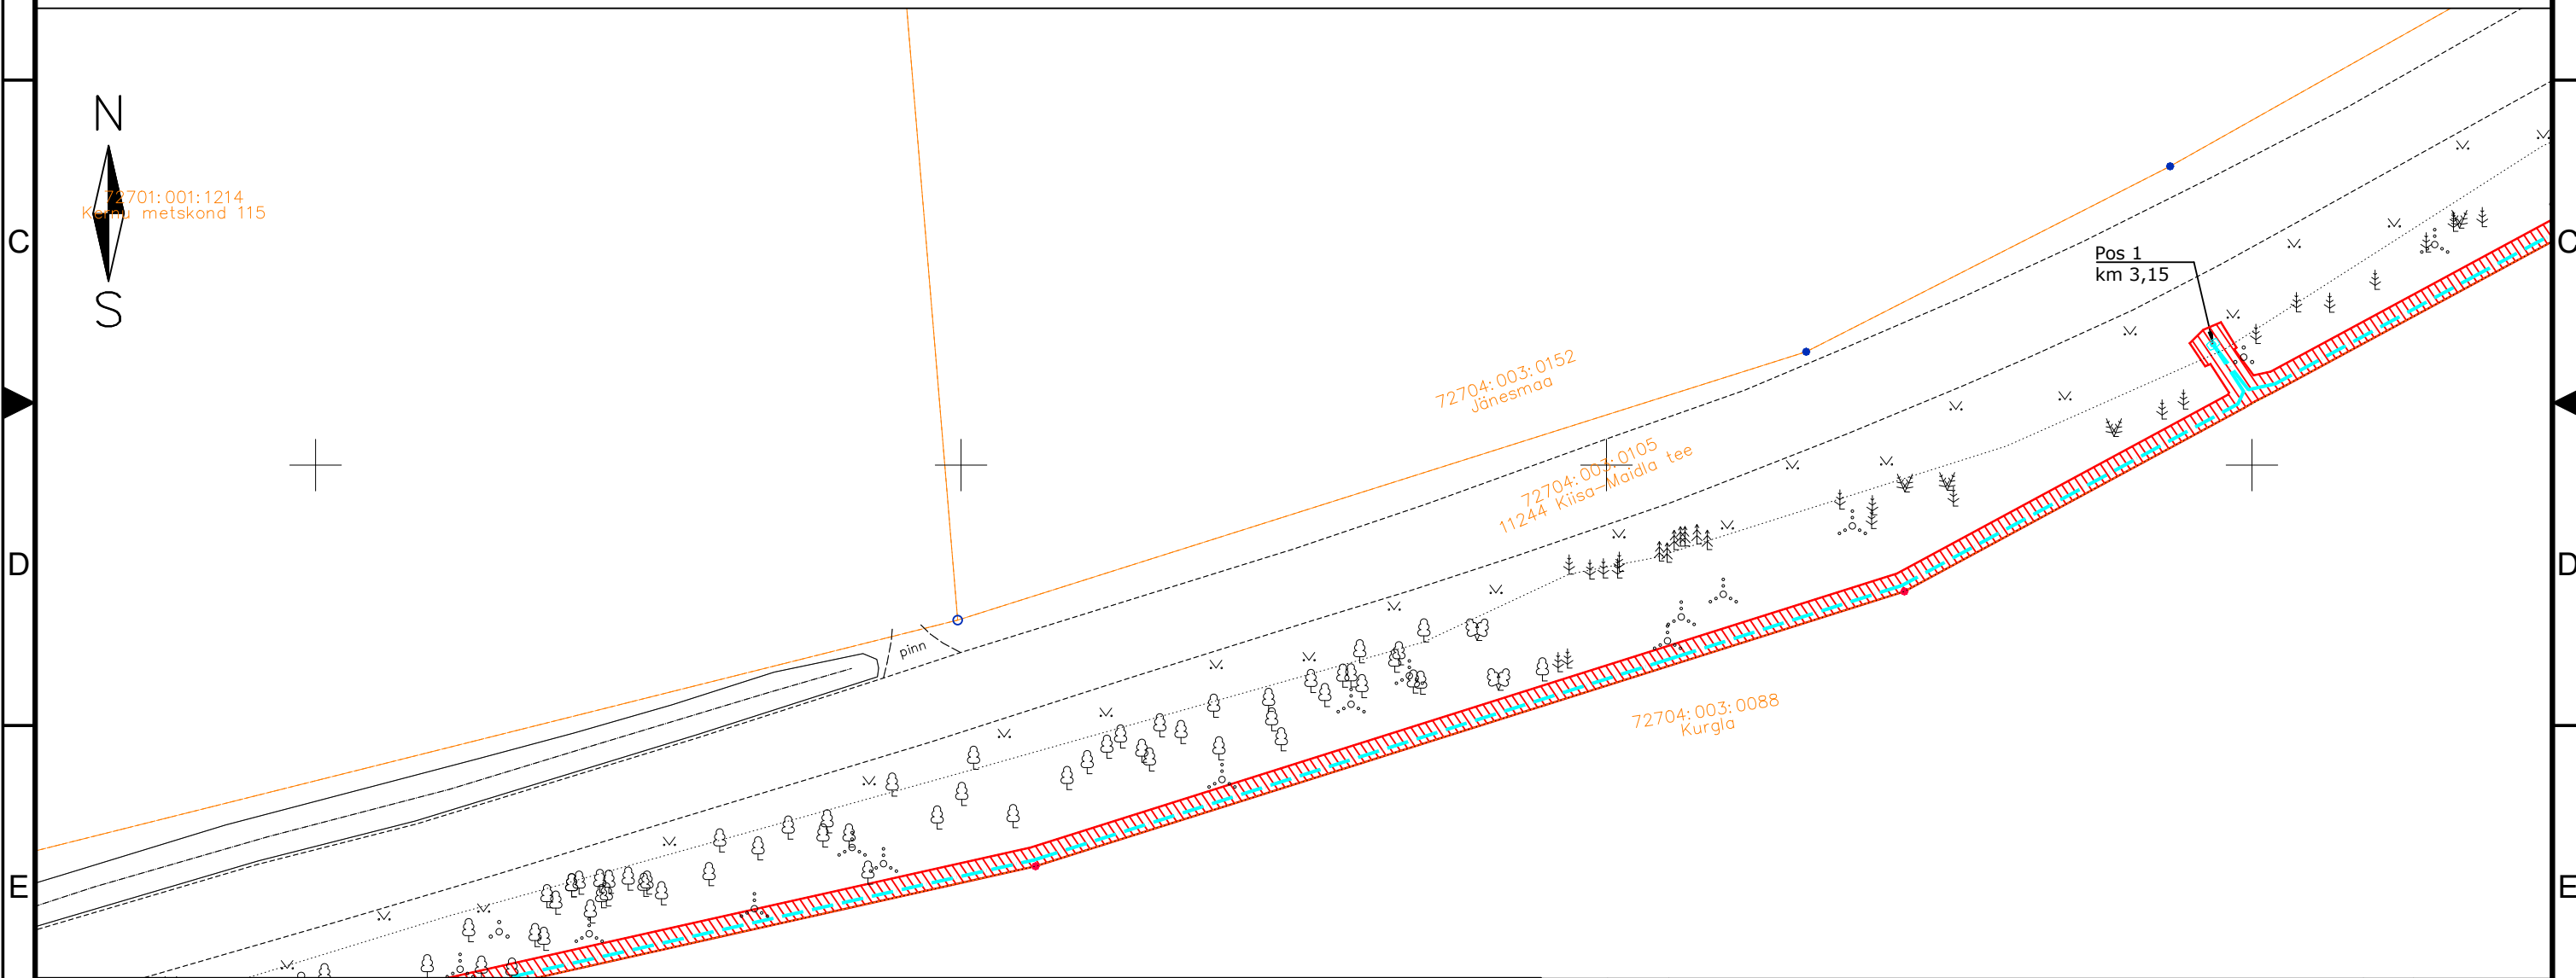 N
72701:001:1214
Kernu metskond 115
S
C
C
Pos 1
km 3,15
72704:003:0152
Jänesmaa
72704:003:0105
11244 Kiisa-Maidla tee
D
D
pinn
72704:003:0088
Kurgla
E
E